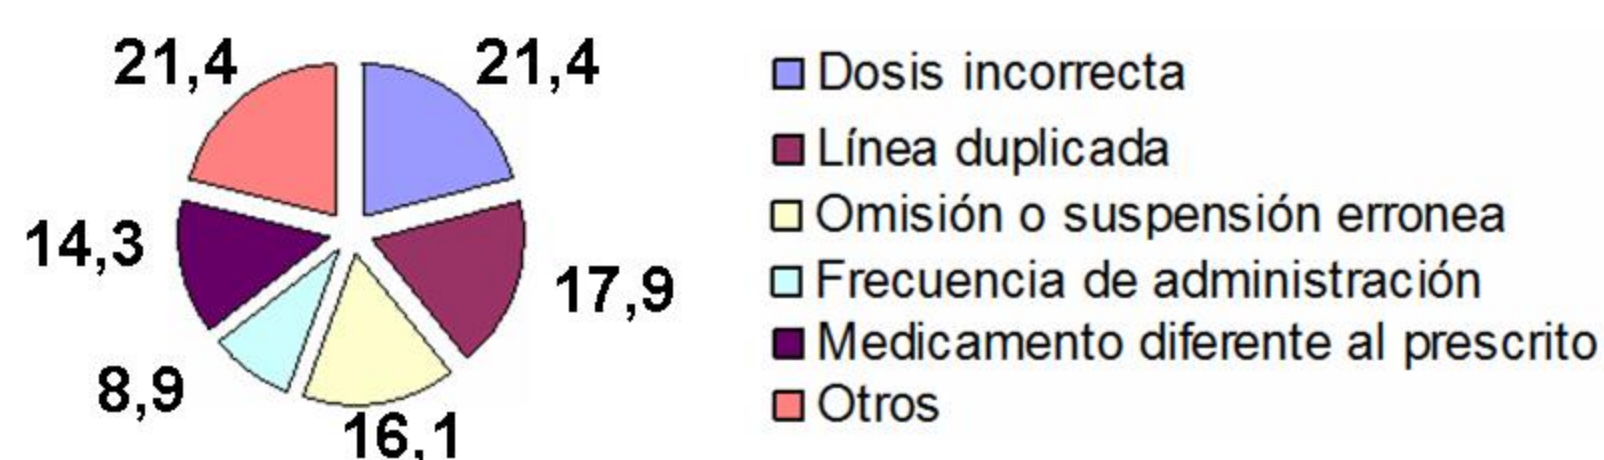 21,4
21,4
14,3
17,9
8,9
16,1
Dosis incorrecta
Línea duplicada
Omisión o suspensión erronea
Frecuencia de administración
Medicamento diferente al prescrito
Otros